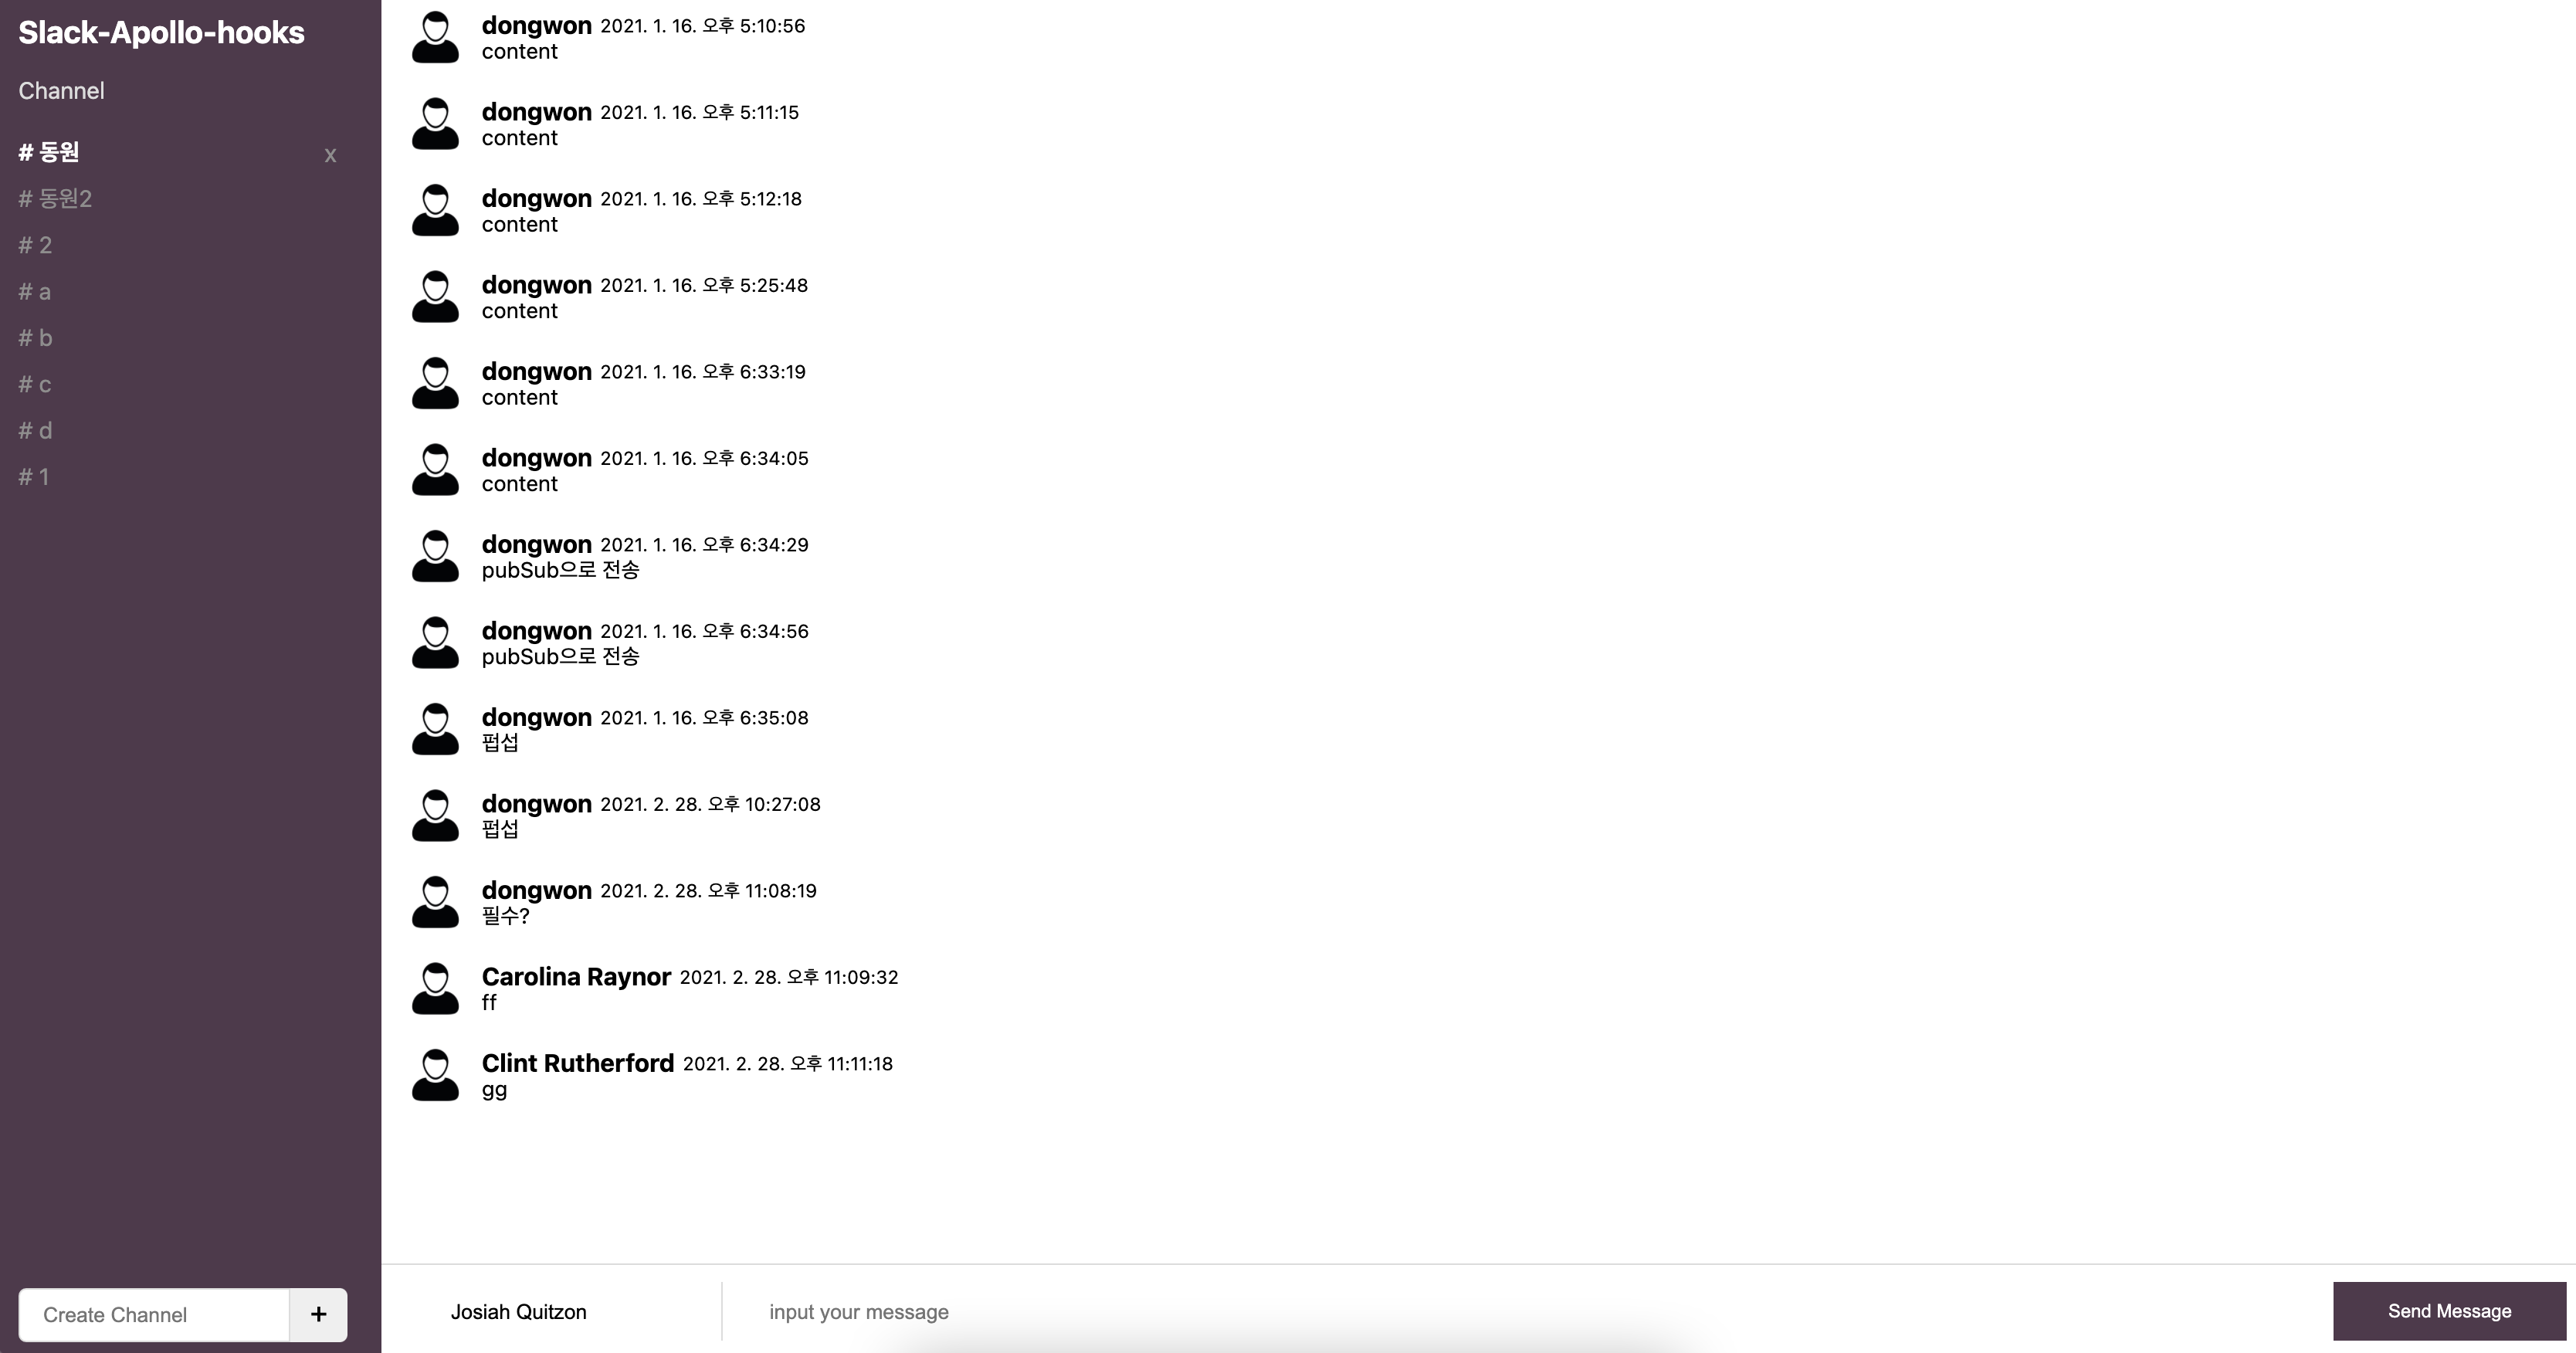 Slack-Apollo-hooks
Channel
# 동원 x
# 동원2
# 2
# a
# b
# c
# d
# 1
Create Channel +
dongwon 2021. 1. 16. 오후 5:10:56
content
dongwon 2021. 1. 16. 오후 5:11:15
content
dongwon 2021. 1. 16. 오후 5:12:18
content
dongwon 2021. 1. 16. 오후 5:25:48
content
dongwon 2021. 1. 16. 오후 6:33:19
content
dongwon 2021. 1. 16. 오후 6:34:05
content
dongwon 2021. 1. 16. 오후 6:34:29
pubSub으로 전송
dongwon 2021. 1. 16. 오후 6:34:56
pubSub으로 전송
dongwon 2021. 1. 16. 오후 6:35:08
펍섭
dongwon 2021. 2. 28. 오후 10:27:08
펍섭
dongwon 2021. 2. 28. 오후 11:08:19
필수?
Carolina Raynor 2021. 2. 28. 오후 11:09:32
ff
Clint Rutherford 2021. 2. 28. 오후 11:11:18
gg
Josiah Quitzon input your message Send Message